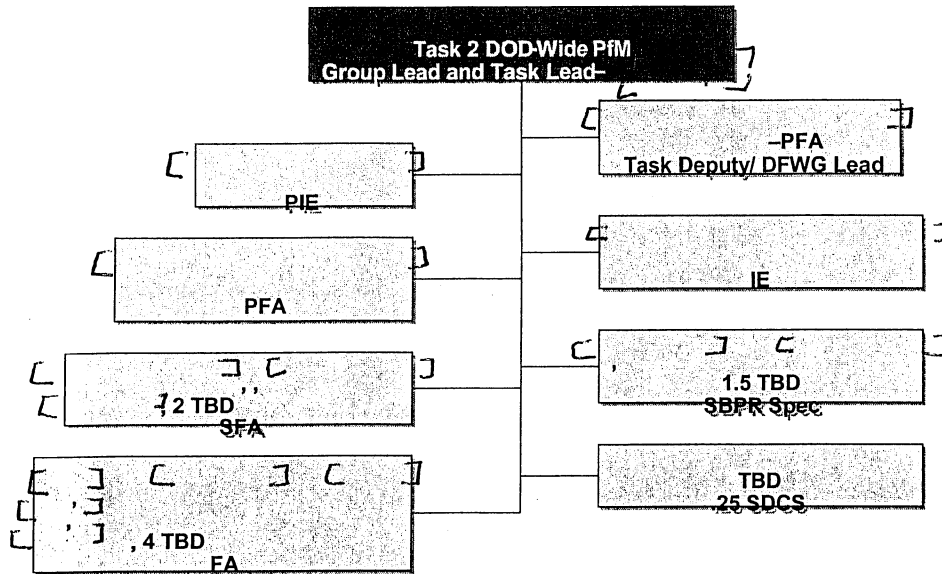 Task 2 DOD-Wide PfM
Group Lead and Task Lead–
–PFA
Task Deputy/ DFWG Lead
PIE
IE
PFA
1.5 TBD
SBPR Spec
, 2 TBD
SFA
TBD
.25 SDCS
, 4 TBD
FA